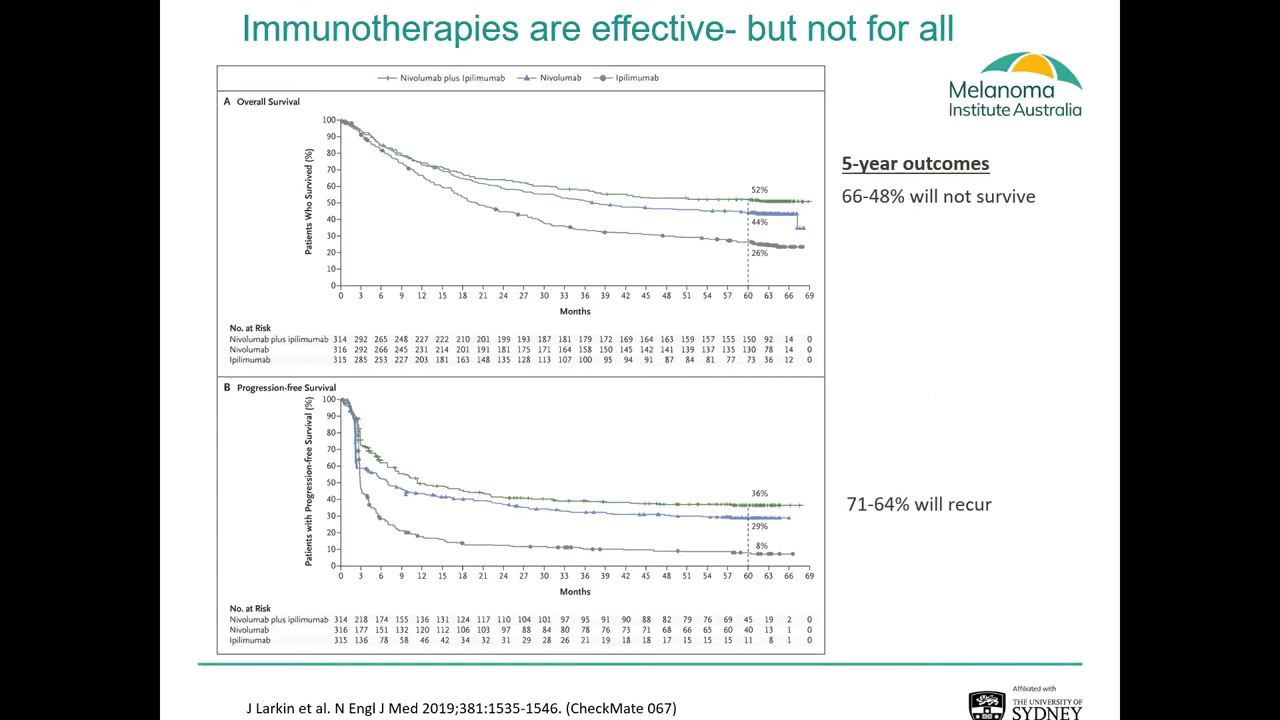 Immunotherapies are effective- but not for all
Melanoma
Institute Australia
Nivolumab plus Ipilimumab Nivolumab Ipilimumab
A Overall Survival
Patients Who Survived (%)
100
90
80
70
60
50
40
30
20
10
0
52%
44%
26%
0 3 6 9 12 15 18 21 24 27 30 33 36 39 42 45 48 51 54 57 60 63 66 69
Months
No. at Risk
Nivolumab plus ipilimumab 314 292 265 248 227 222 210 201 199 193 187 181 179 172 169 164 163 159 157 155 150 92 14 0
Nivolumab 316 292 266 245 231 214 201 191 181 175 171 164 158 150 145 142 141 139 137 135 130 78 14 0
Ipilimumab 315 285 253 227 203 181 163 148 135 128 113 107 100 95 94 91 87 84 81 77 73 36 12 0
5-year outcomes
66-48% will not survive
B Progression-free Survival
Patients with Progression-free Survival (%)
100
90
80
70
60
50
40
30
20
10
0
36%
29%
8%
0 3 6 9 12 15 18 21 24 27 30 33 36 39 42 45 48 51 54 57 60 63 66 69
Months
No. at Risk
Nivolumab plus ipilimumab 314 218 174 155 136 131 124 117 110 104 101 97 95 91 90 88 82 79 76 69 45 19 2 0
Nivolumab 316 177 151 132 120 112 106 103 97 88 84 80 78 76 73 71 68 66 65 60 40 13 1 0
Ipilimumab 315 136 78 58 46 42 34 32 31 29 28 26 21 19 18 18 17 15 15 15 11 8 1 0
71-64% will recur
J Larkin et al. N Engl J Med 2019;381:1535-1546. (CheckMate 067)
Affiliated with
THE UNIVERSITY OF
SYDNEY